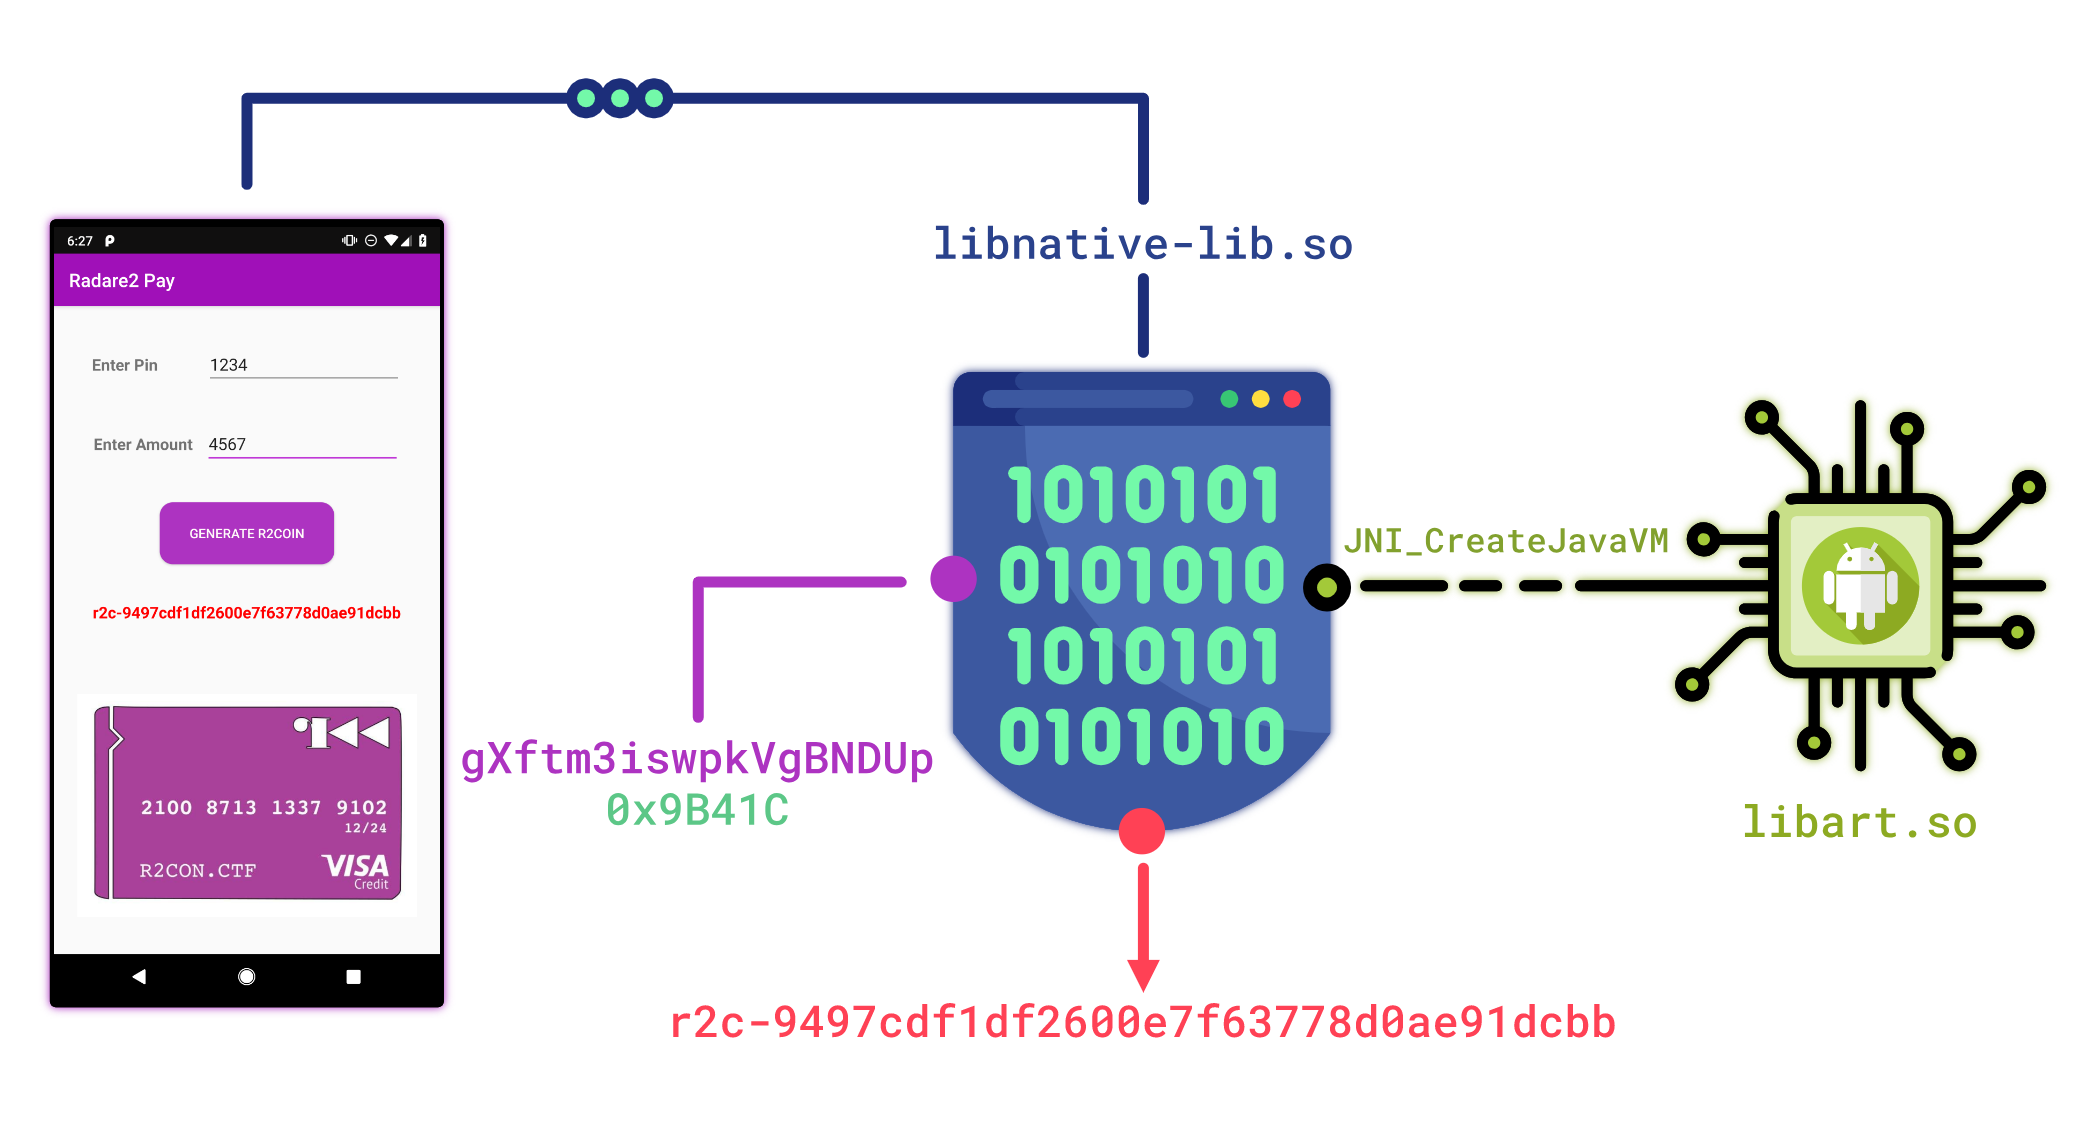 6:27
Radare2 Pay
Enter Pin 1234
Enter Amount 4567
GENERATE R2COIN
r2c-9497cdf1df2600e7f63778d0ae91dcbb
2100 8713 1337 9102
12/24
R2CON.CTF
VISA
Credit
libnative-lib.so
1010101
0101010
1010101
0101010
gXftm3iswpkVgBNDUp
0x9B41C
JNI_CreateJavaVM
libart.so
r2c-9497cdf1df2600e7f63778d0ae91dcbb